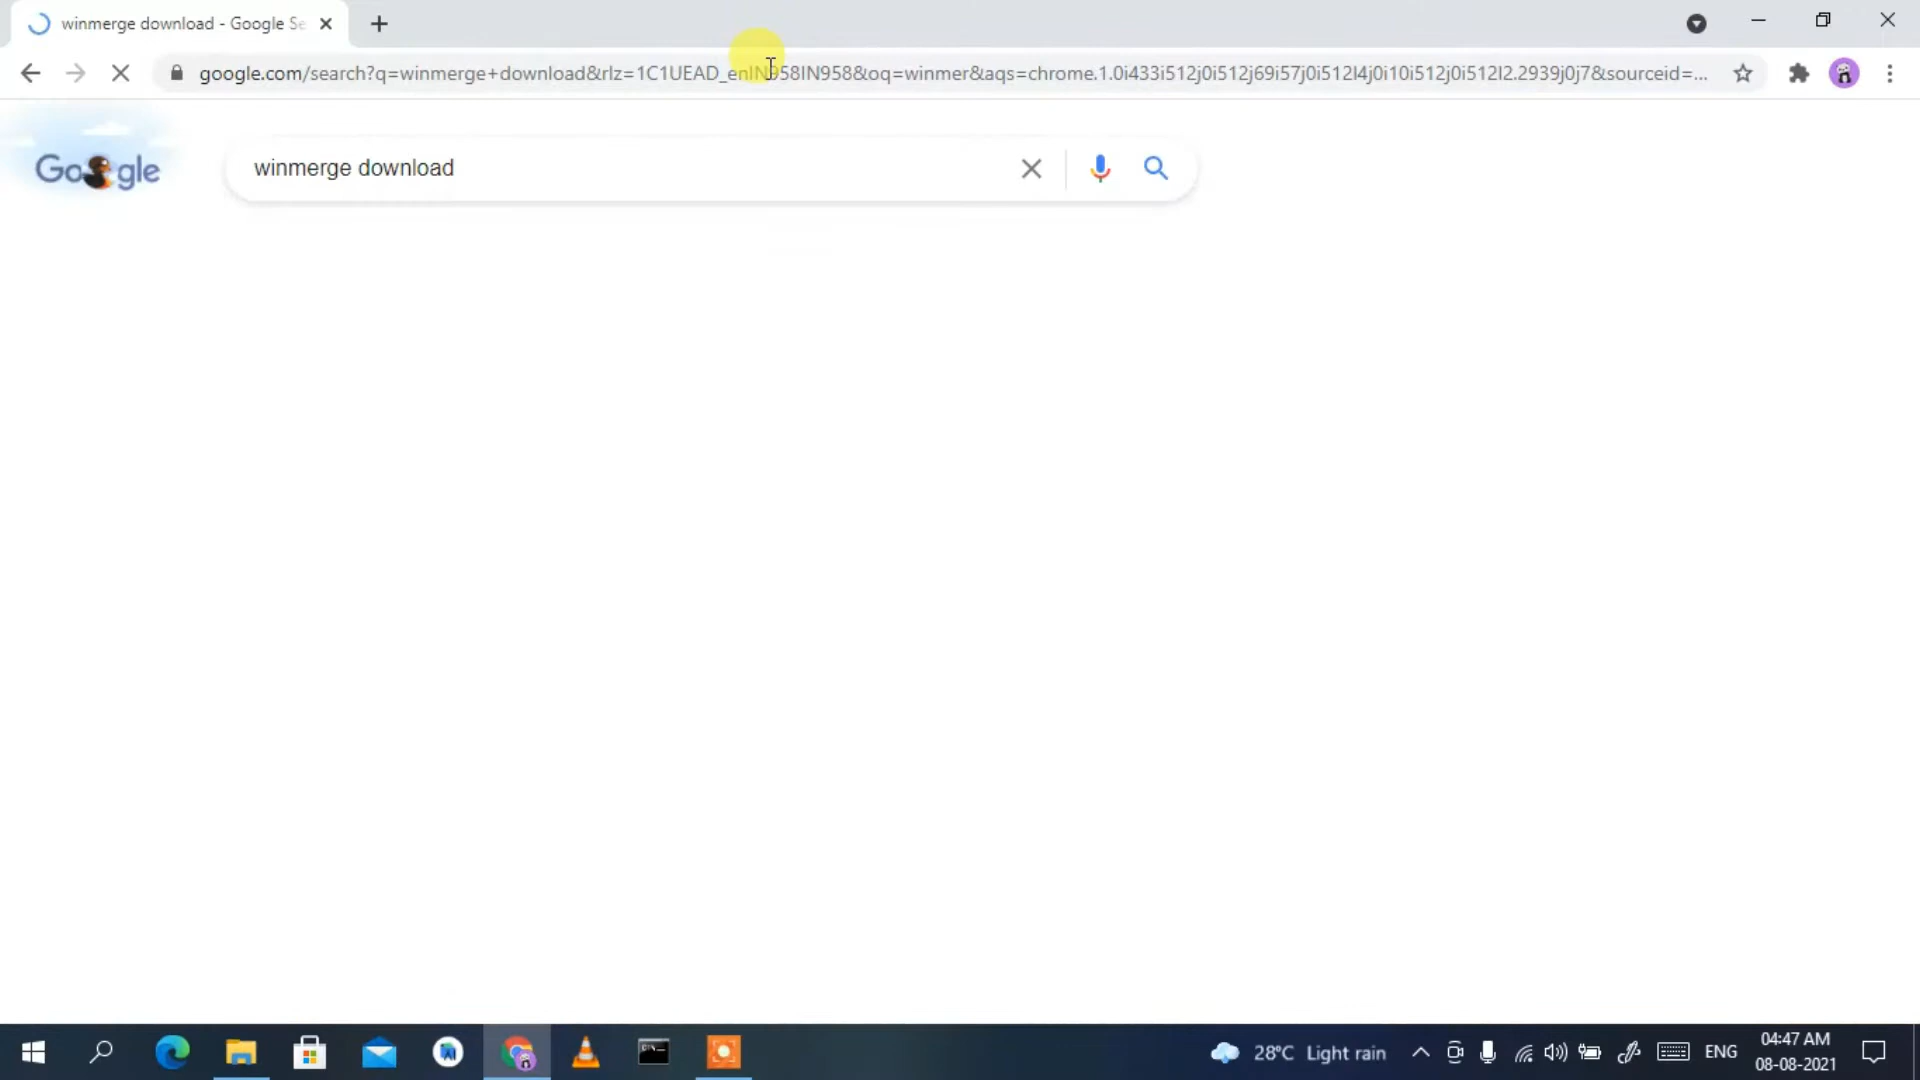 winmerge download - Google Se
google.com/search?q=winmerge+download&rlz=1C1UEAD_enIN958IN958&oq=winmer&aqs=chrome.1.0i433i512j0i512j69i57j0i512l4j0i10i512j0i512l2.2939j0j7&sourceid=...
Google
winmerge download
28°C Light rain
ENG
04:47 AM
08-08-2021